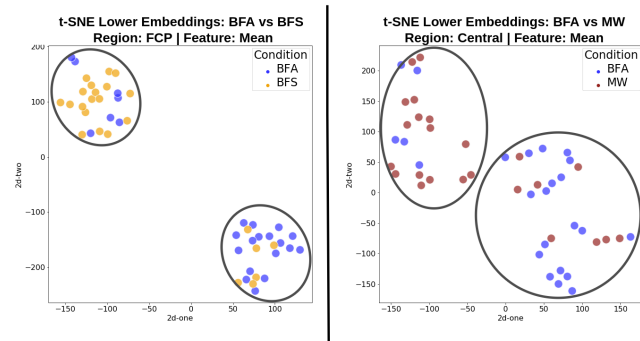 t-SNE Lower Embeddings: BFA vs BFS
Region: FCP | Feature: Mean
Condition
BFA
BFS
200
100
0
−100
−200
2d-two
−150
−100
−50
0
50
100
2d-one
t-SNE Lower Embeddings: BFA vs MW
Region: Central | Feature: Mean
Condition
BFA
MW
200
150
100
50
0
−50
−100
−150
2d-two
−150
−100
−50
0
50
100
150
2d-one